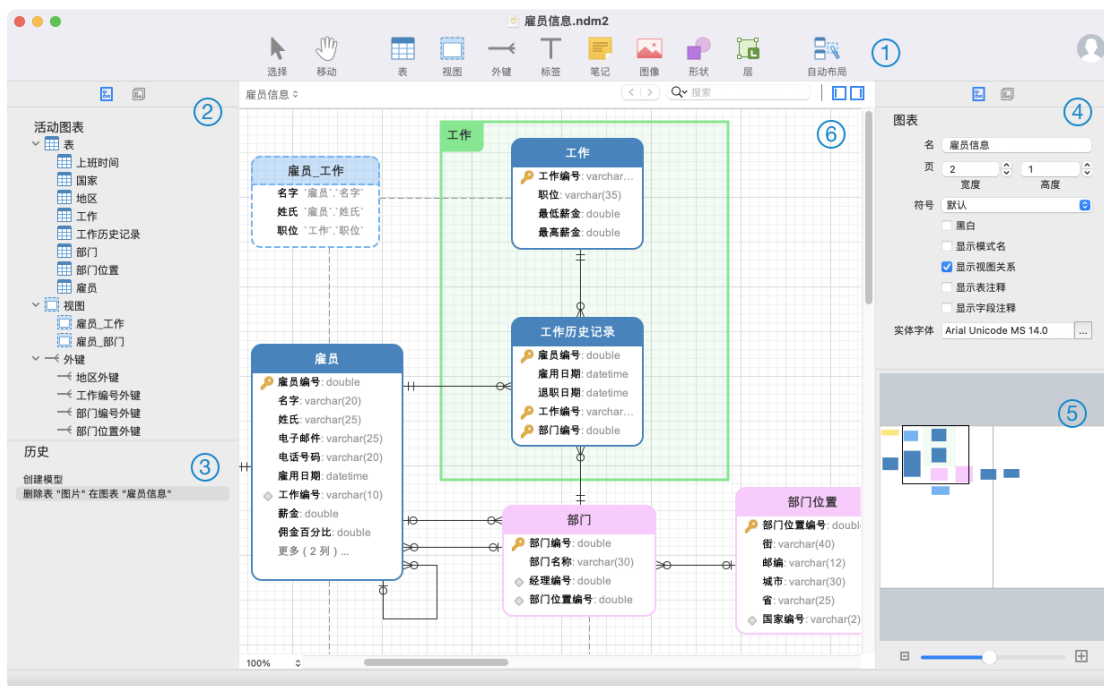 雇员信息.ndm2
选择 移动 表 视图 外键 标签 笔记 图像 形状 层 自动布局 ①
②
活动图表
表
上班时间
国家
地区
工作
工作历史记录
部门
部门位置
雇员
视图
雇员_工作
雇员_部门
外键
地区外键
工作编号外键
部门编号外键
部门位置外键
历史
③
创建模型
删除表 "图片" 在图表 "雇员信息"
雇员信息
搜索
⑥
工作
雇员_工作
名字 `雇员`.`名字`
姓氏 `雇员`.`姓氏`
职位 `工作`.`职位`
工作
工作编号: varchar...
职位: varchar(35)
最低薪金: double
最高薪金: double
工作历史记录
雇员编号: double
雇用日期: datetime
退职日期: datetime
工作编号: varchar...
部门编号: double
雇员
雇员编号: double
名字: varchar(20)
姓氏: varchar(25)
电子邮件: varchar(25)
电话号码: varchar(20)
雇用日期: datetime
工作编号: varchar(10)
薪金: double
佣金百分比: double
更多 ( 2 列 ) ...
部门
部门编号: double
部门名称: varchar(30)
经理编号: double
部门位置编号: double
部门位置
部门位置编号: doubl
街: varchar(40)
邮编: varchar(12)
城市: varchar(30)
省: varchar(25)
国家编号: varchar(2)
100%
④
图表
名 雇员信息
页 2 1
宽度 高度
符号 默认
黑白
显示模式名
显示视图关系
显示表注释
显示字段注释
实体字体 Arial Unicode MS 14.0 ...
⑤